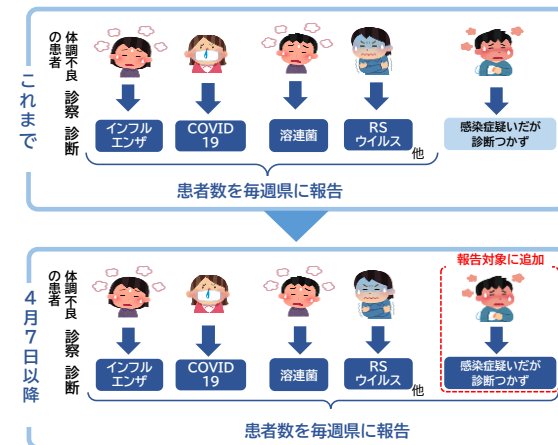 これまで
体調不良
の患者
診察 診断
インフル
エンザ
COVID
19
溶連菌
RS
ウイルス
他
感染症疑いだが
診断つかず
患者数を毎週県に報告
4月7日以降
体調不良
の患者
診察 診断
報告対象に追加
インフル
エンザ
COVID
19
溶連菌
RS
ウイルス
他
感染症疑いだが
診断つかず
患者数を毎週県に報告